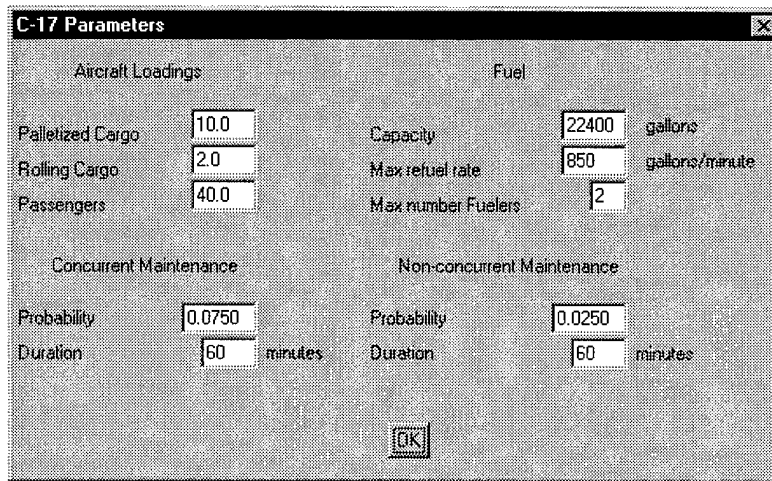 C-17 Parameters
Aircraft Loadings
Fuel
Palletized Cargo 10.0
Capacity 22400 gallons
Rolling Cargo 2.0
Max refuel rate 850 gallons/minute
Passengers 40.0
Max number Fuelers 2
Concurrent Maintenance
Non-concurrent Maintenance
Probability 0.0750
Probability 0.0250
Duration 60 minutes
Duration 60 minutes
OK